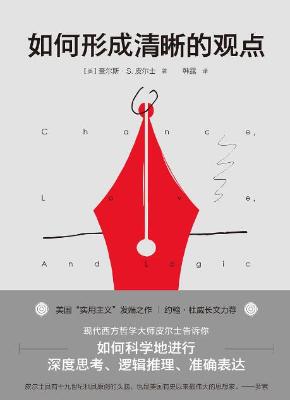 如何形成清晰的观点
［美］查尔斯·S.皮尔士 著 韩露 译
Chance,
Love,
And Logic
美国“实用主义”发端之作 | 约翰·杜威长文力荐
现代西方哲学大师皮尔士告诉你
如何科学地进行
深度思考、逻辑推理、准确表达